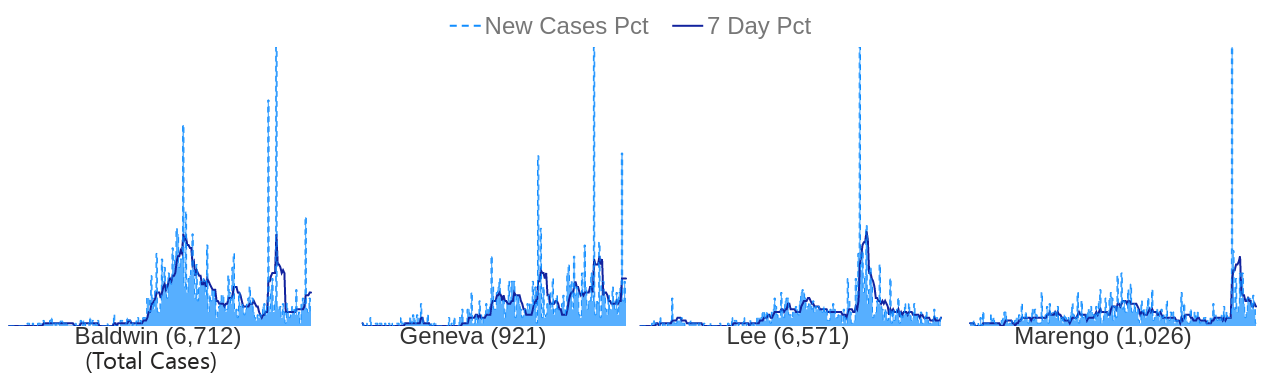 New Cases Pct 7 Day Pct
Baldwin (6,712) Geneva (921) Lee (6,571) Marengo (1,026)
(Total Cases)